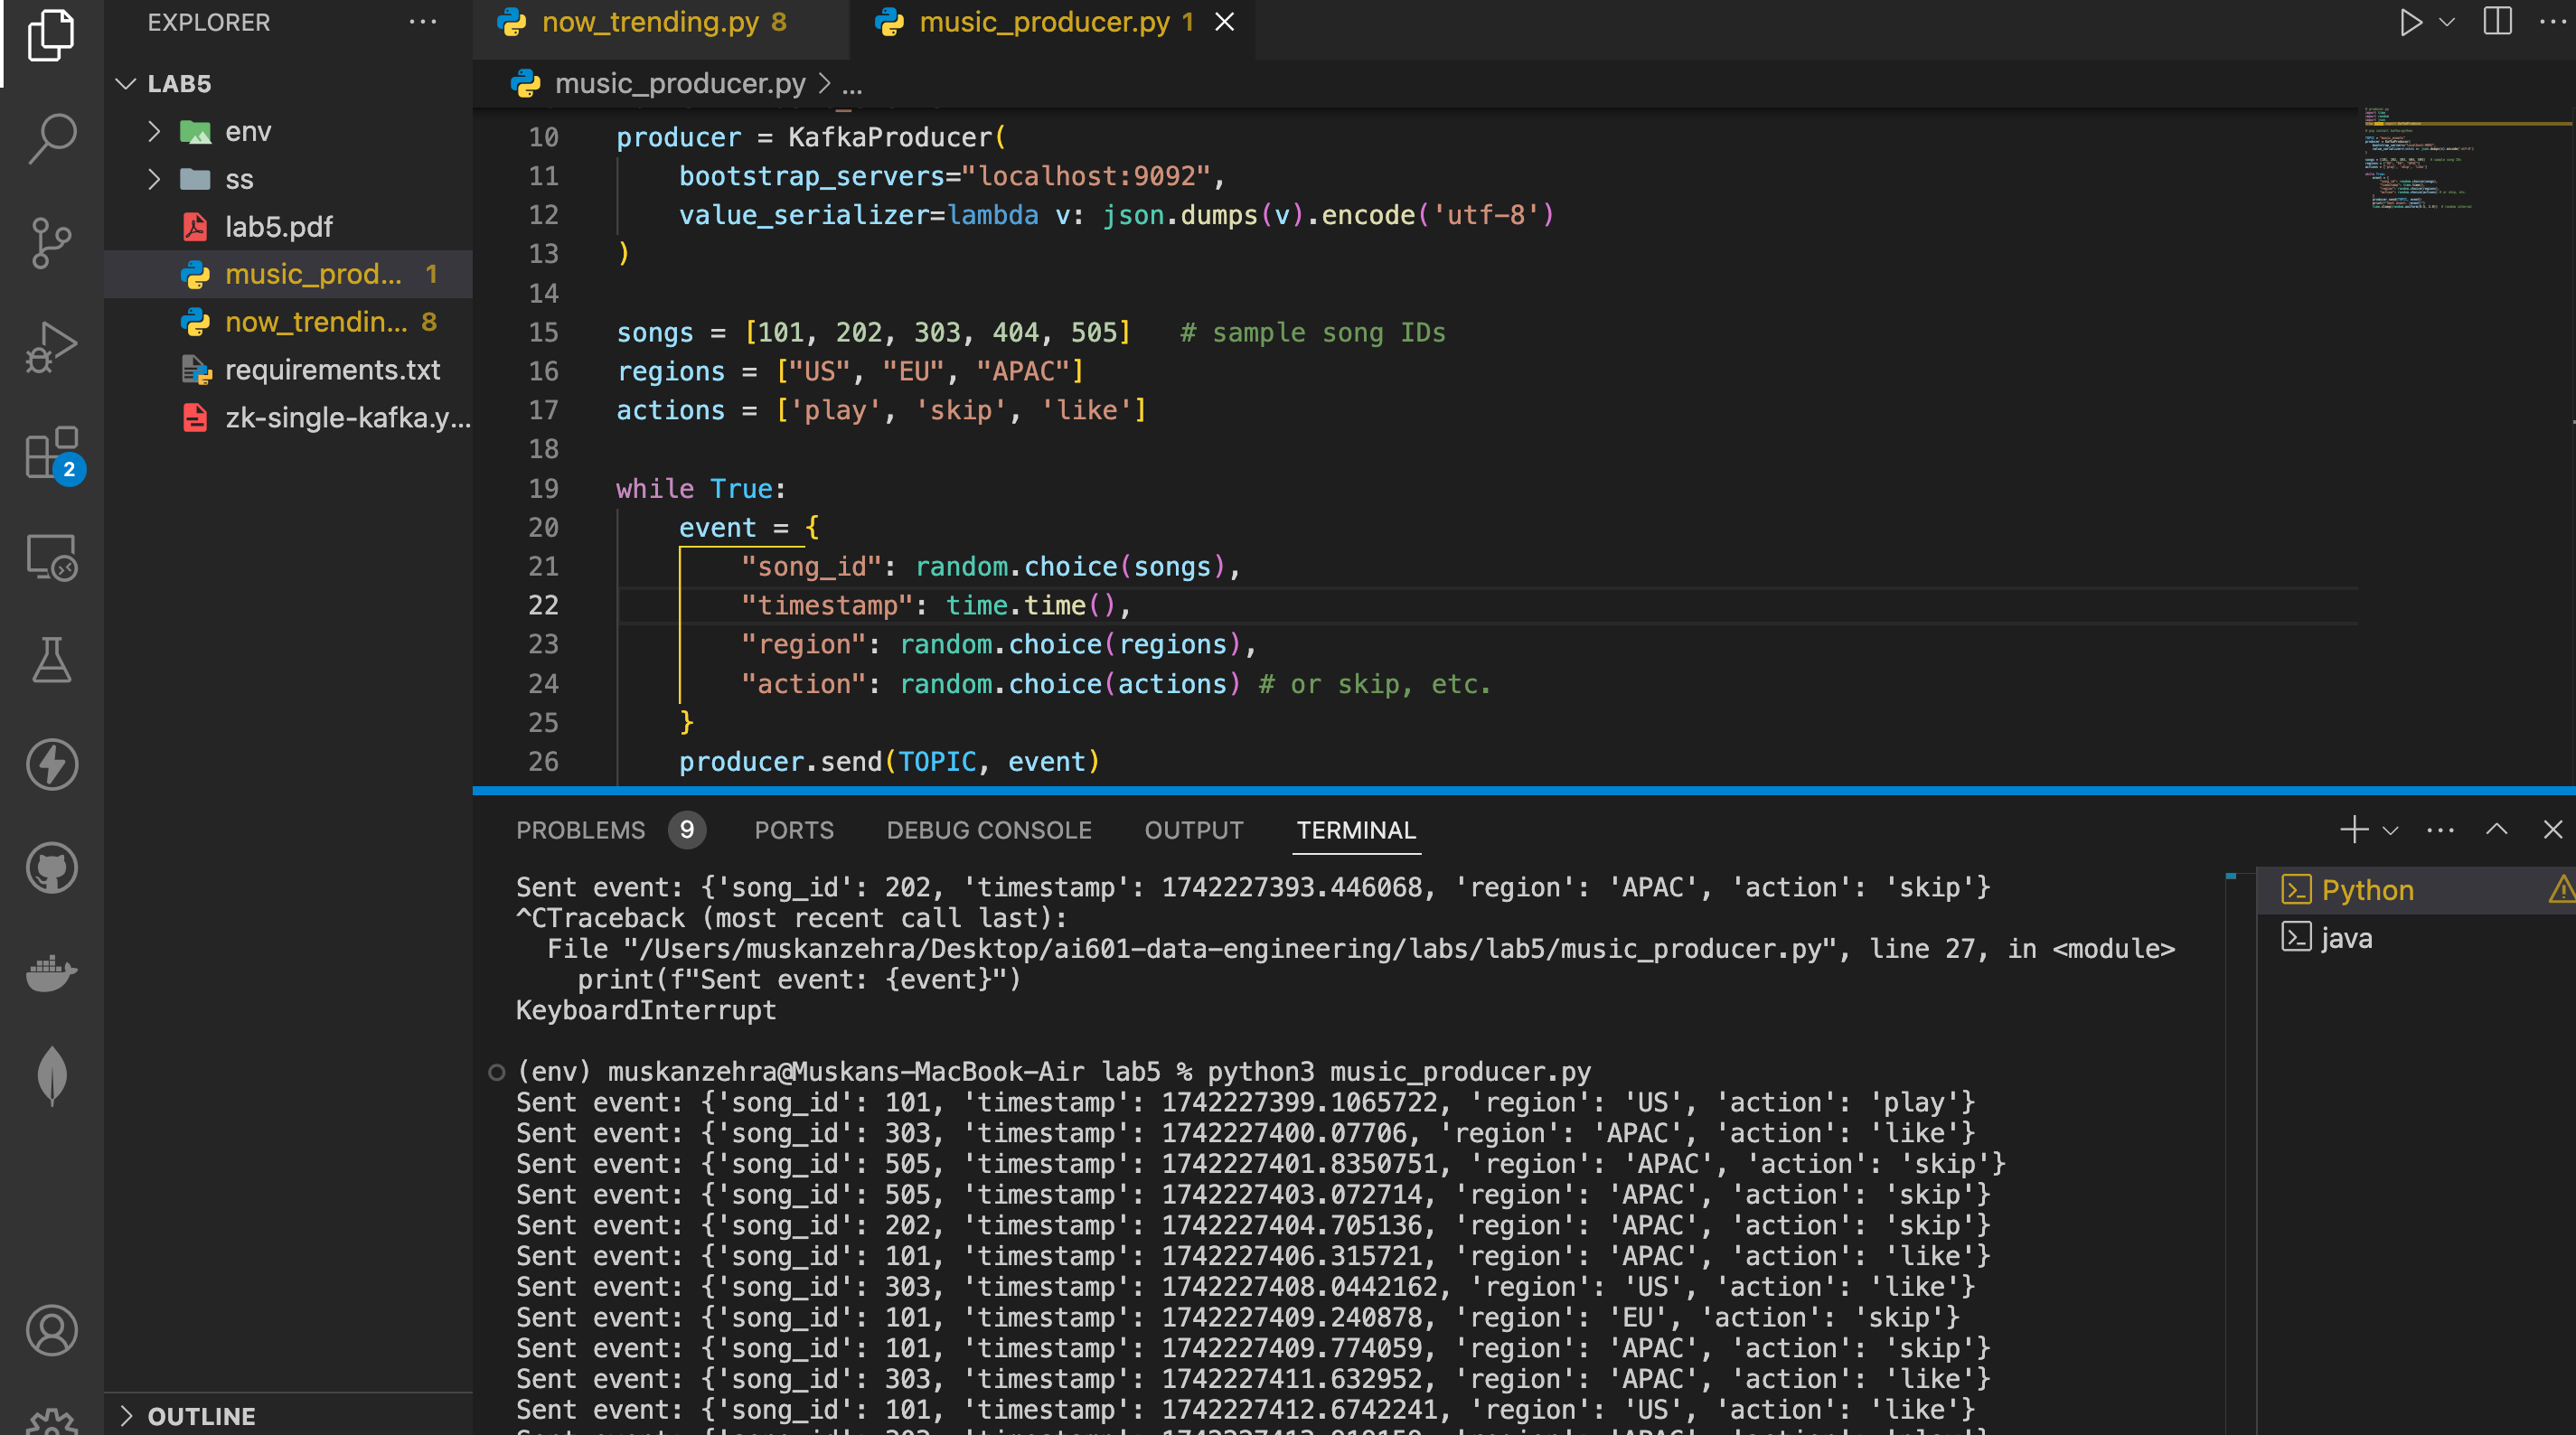 EXPLORER
LAB5
env
ss
lab5.pdf
music_prod... 1
now_trendin... 8
requirements.txt
zk-single-kafka.y...
2
OUTLINE
now_trending.py 8
music_producer.py 1
music_producer.py > ...
10 producer = KafkaProducer(
11 bootstrap_servers="localhost:9092",
12 value_serializer=lambda v: json.dumps(v).encode('utf-8')
13 )
14
15 songs = [101, 202, 303, 404, 505] # sample song IDs
16 regions = ["US", "EU", "APAC"]
17 actions = ['play', 'skip', 'like']
18
19 while True:
20 event = {
21 "song_id": random.choice(songs),
22 "timestamp": time.time(),
23 "region": random.choice(regions),
24 "action": random.choice(actions) # or skip, etc.
25 }
26 producer.send(TOPIC, event)
PROBLEMS 9 PORTS DEBUG CONSOLE OUTPUT TERMINAL
Sent event: {'song_id': 202, 'timestamp': 1742227393.446068, 'region': 'APAC', 'action': 'skip'}
^CTraceback (most recent call last):
File "/Users/muskanzehra/Desktop/ai601-data-engineering/labs/lab5/music_producer.py", line 27, in <module>
print(f"Sent event: {event}")
KeyboardInterrupt
(env) muskanzehra@Muskans-MacBook-Air lab5 % python3 music_producer.py
Sent event: {'song_id': 101, 'timestamp': 1742227399.1065722, 'region': 'US', 'action': 'play'}
Sent event: {'song_id': 303, 'timestamp': 1742227400.07706, 'region': 'APAC', 'action': 'like'}
Sent event: {'song_id': 505, 'timestamp': 1742227401.8350751, 'region': 'APAC', 'action': 'skip'}
Sent event: {'song_id': 505, 'timestamp': 1742227403.072714, 'region': 'APAC', 'action': 'skip'}
Sent event: {'song_id': 202, 'timestamp': 1742227404.705136, 'region': 'APAC', 'action': 'skip'}
Sent event: {'song_id': 101, 'timestamp': 1742227406.315721, 'region': 'APAC', 'action': 'like'}
Sent event: {'song_id': 303, 'timestamp': 1742227408.0442162, 'region': 'US', 'action': 'like'}
Sent event: {'song_id': 101, 'timestamp': 1742227409.240878, 'region': 'EU', 'action': 'skip'}
Sent event: {'song_id': 101, 'timestamp': 1742227409.774059, 'region': 'APAC', 'action': 'skip'}
Sent event: {'song_id': 303, 'timestamp': 1742227411.632952, 'region': 'APAC', 'action': 'like'}
Sent event: {'song_id': 101, 'timestamp': 1742227412.6742241, 'region': 'US', 'action': 'like'}
Python
java